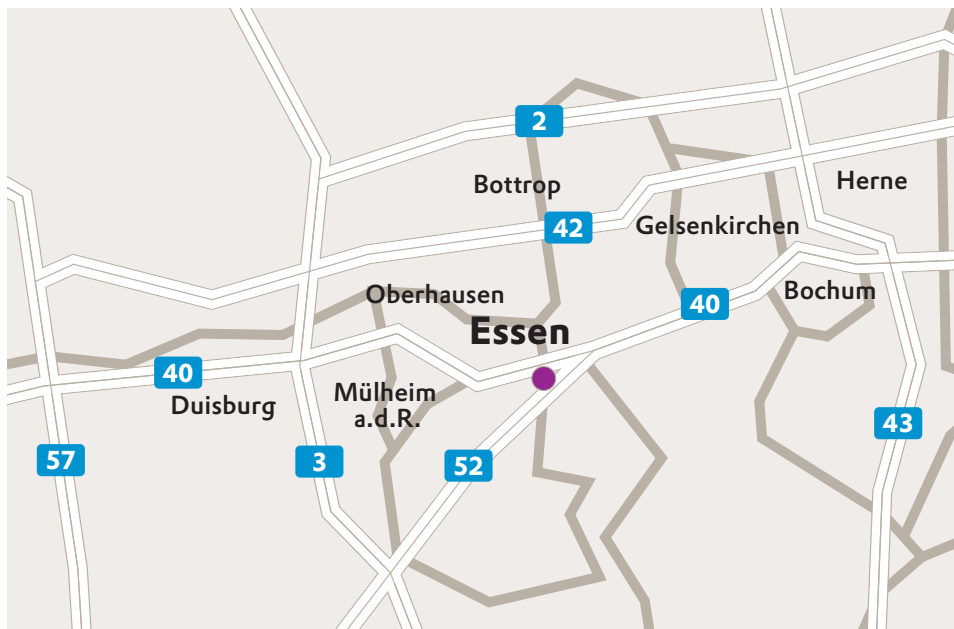 2
Bottrop
Herne
42
Gelsenkirchen
Oberhausen
40
Bochum
Essen
40
Duisburg
Mülheim
a.d.R.
57
3
52
43